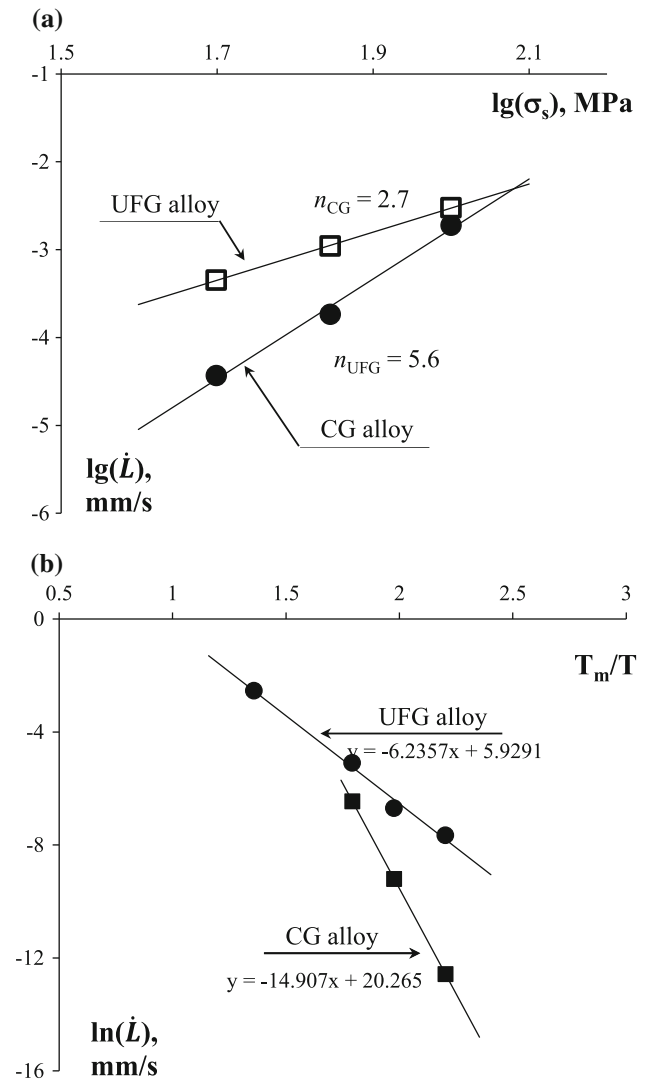 (a)
1.5 1.7 1.9 2.1
-1
lg(σₛ), MPa
-2
UFG alloy
n_CG = 2.7
-3
-4
n_UFG = 5.6
CG alloy
-5
lg(L̇),
mm/s
-6
(b)
0.5 1 1.5 2 2.5 3
0
Tₘ/T
UFG alloy
-4
y = -6.2357x + 5.9291
-8
CG alloy
-12
y = -14.907x + 20.265
ln(L̇),
mm/s
-16